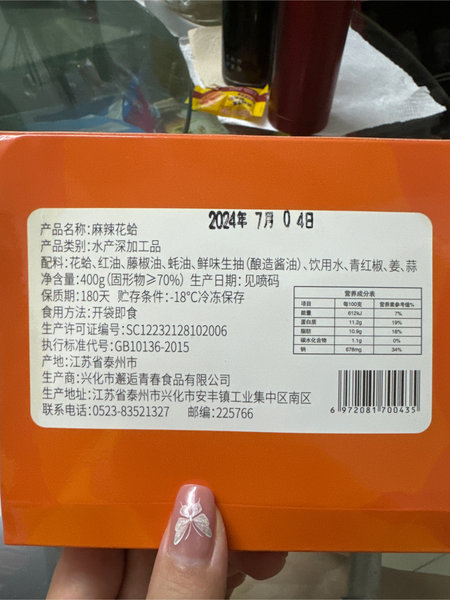 2024年 7月 04日
产品名称:麻辣花蛤
产品类别:水产深加工品
配料:花蛤、红油、藤椒油、蚝油、鲜味生抽(酿造酱油)、饮用水、青红椒、姜、蒜
净含量:400g(固形物≥70%) 生产日期:见喷码
保质期:180天 贮存条件:-18℃冷冻保存
食用方法:开袋即食
生产许可证编号:SC12232128102006
执行标准代号:GB10136-2015
产地:江苏省泰州市
生产商:兴化市邂逅青春食品有限公司
生产地址:江苏省泰州市兴化市安丰镇工业集中区南区
联系电话:0523-83521327 邮编:225766
营养成分表
项目 每100克 营养素参考值%
能量 612kJ 7%
蛋白质 11.2g 19%
脂肪 10.9g 18%
碳水化合物 1.1g 0%
钠 678mg 34%
6 972081 700435